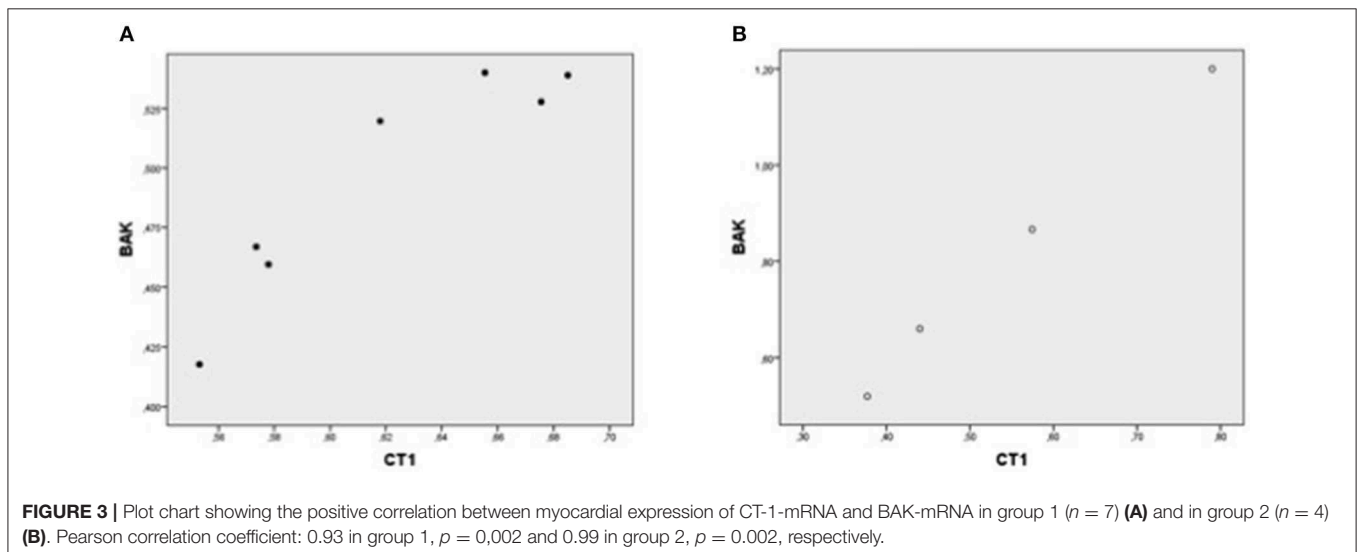 A
B
,525
,500
,475
,450
,425
,400
BAK
,56 ,58 ,60 ,62 ,64 ,66 ,68 ,70
CT1
1,20
1,00
,80
,60
BAK
,30 ,40 ,50 ,60 ,70 ,80
CT1
FIGURE 3 | Plot chart showing the positive correlation between myocardial expression of CT-1-mRNA and BAK-mRNA in group 1 (n = 7) (A) and in group 2 (n = 4)
(B). Pearson correlation coefficient: 0.93 in group 1, p = 0,002 and 0.99 in group 2, p = 0.002, respectively.